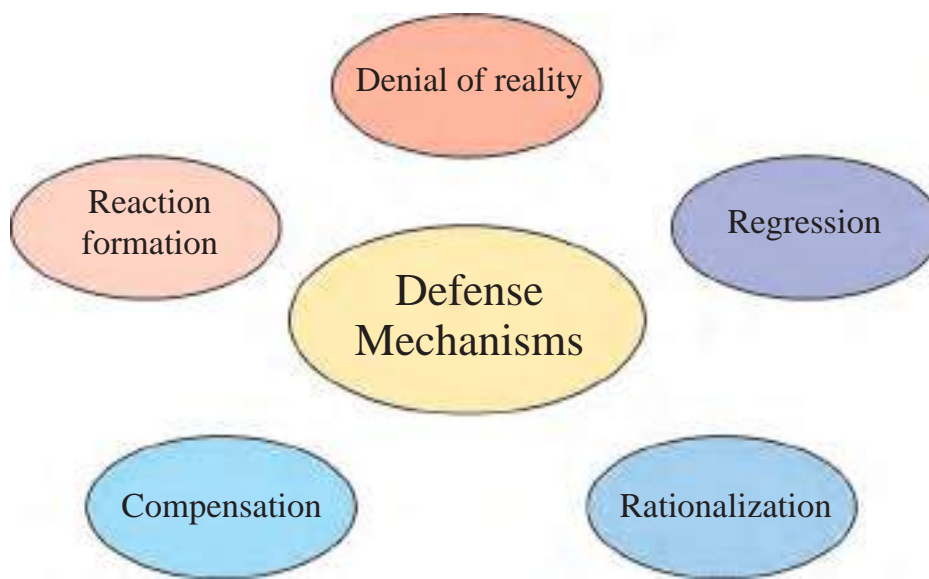 Denial of reality
Reaction
formation
Regression
Defense
Mechanisms
Compensation
Rationalization